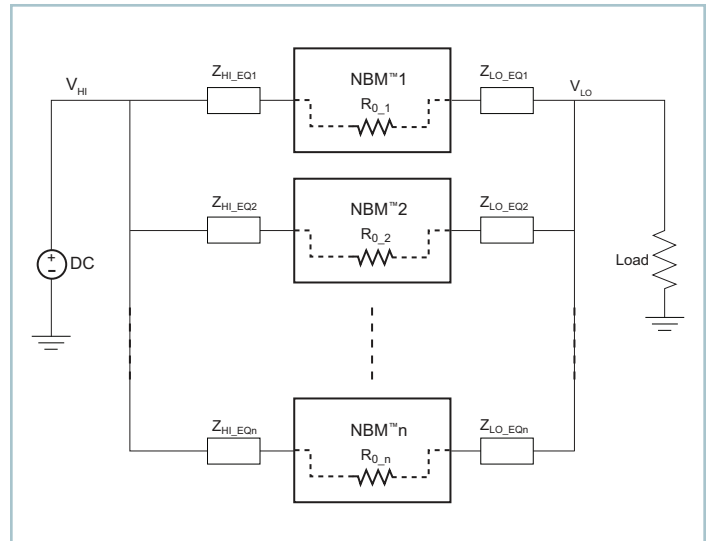 V_HI
Z_HI_EQ1
NBM™1
R_0_1
Z_LO_EQ1
V_LO
Z_HI_EQ2
NBM™2
R_0_2
Z_LO_EQ2
+
DC
Load
Z_HI_EQn
NBM™n
R_0_n
Z_LO_EQn